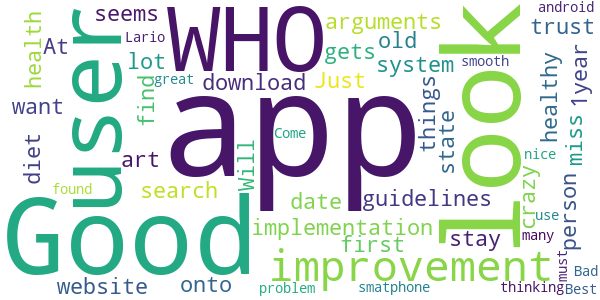 android
seems
At
Lario
lot
great
health
want
diet
art
find
user
WHO
look
arguments
gets
old
system
download
Just
trust
smooth
app
Come
things
state
healthy
1year
miss
person
nice
crazy
use
many
must
Bad
Best
thinking
found
search
Will
date
guidelines
implementation
first
stay
Good
improvement
website
onto
problem
smatphone